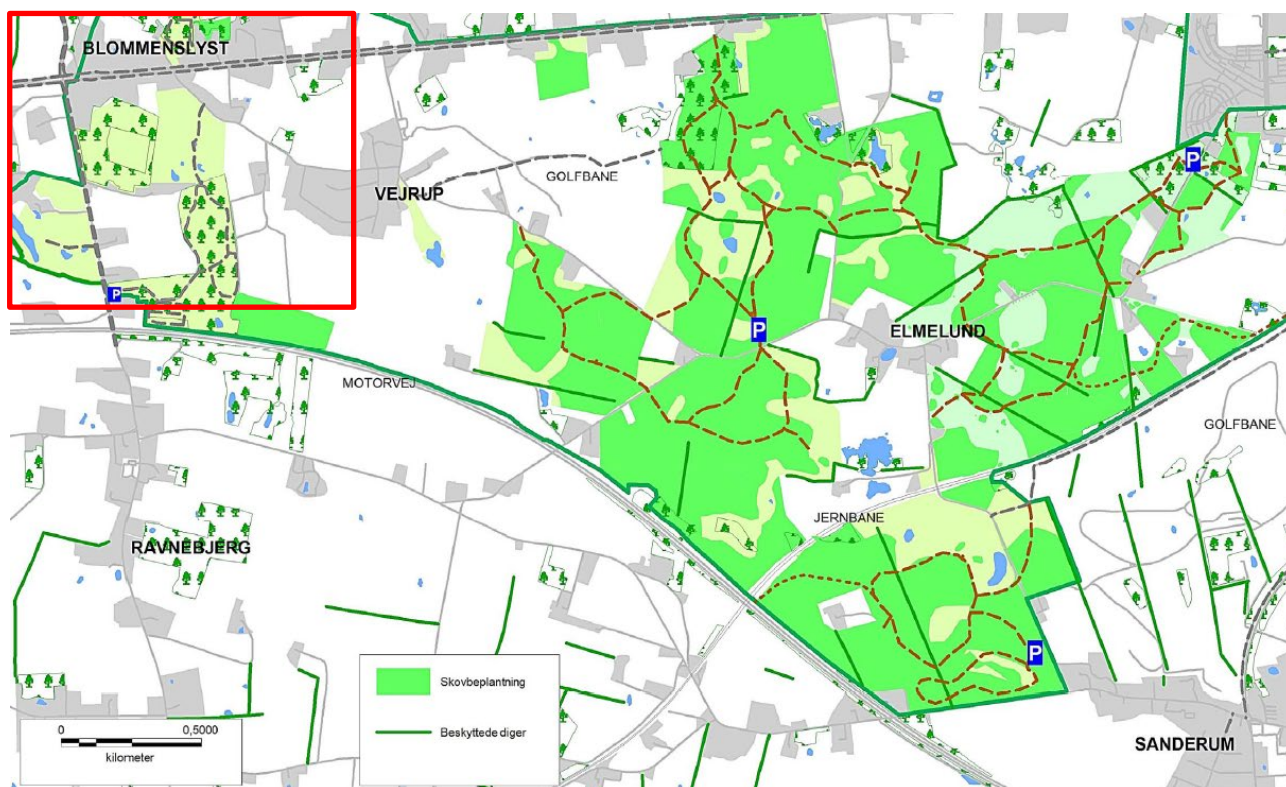 BLOMMENSLYST
VEJRUP
GOLFBANE
P
P
P
ELMELUND
MOTORVEJ
GOLFBANE
JERNBANE
RAVNEBJERG
P
Skovbeplantning
0 0,5000
kilometer
Beskyttede diger
SANDERUM